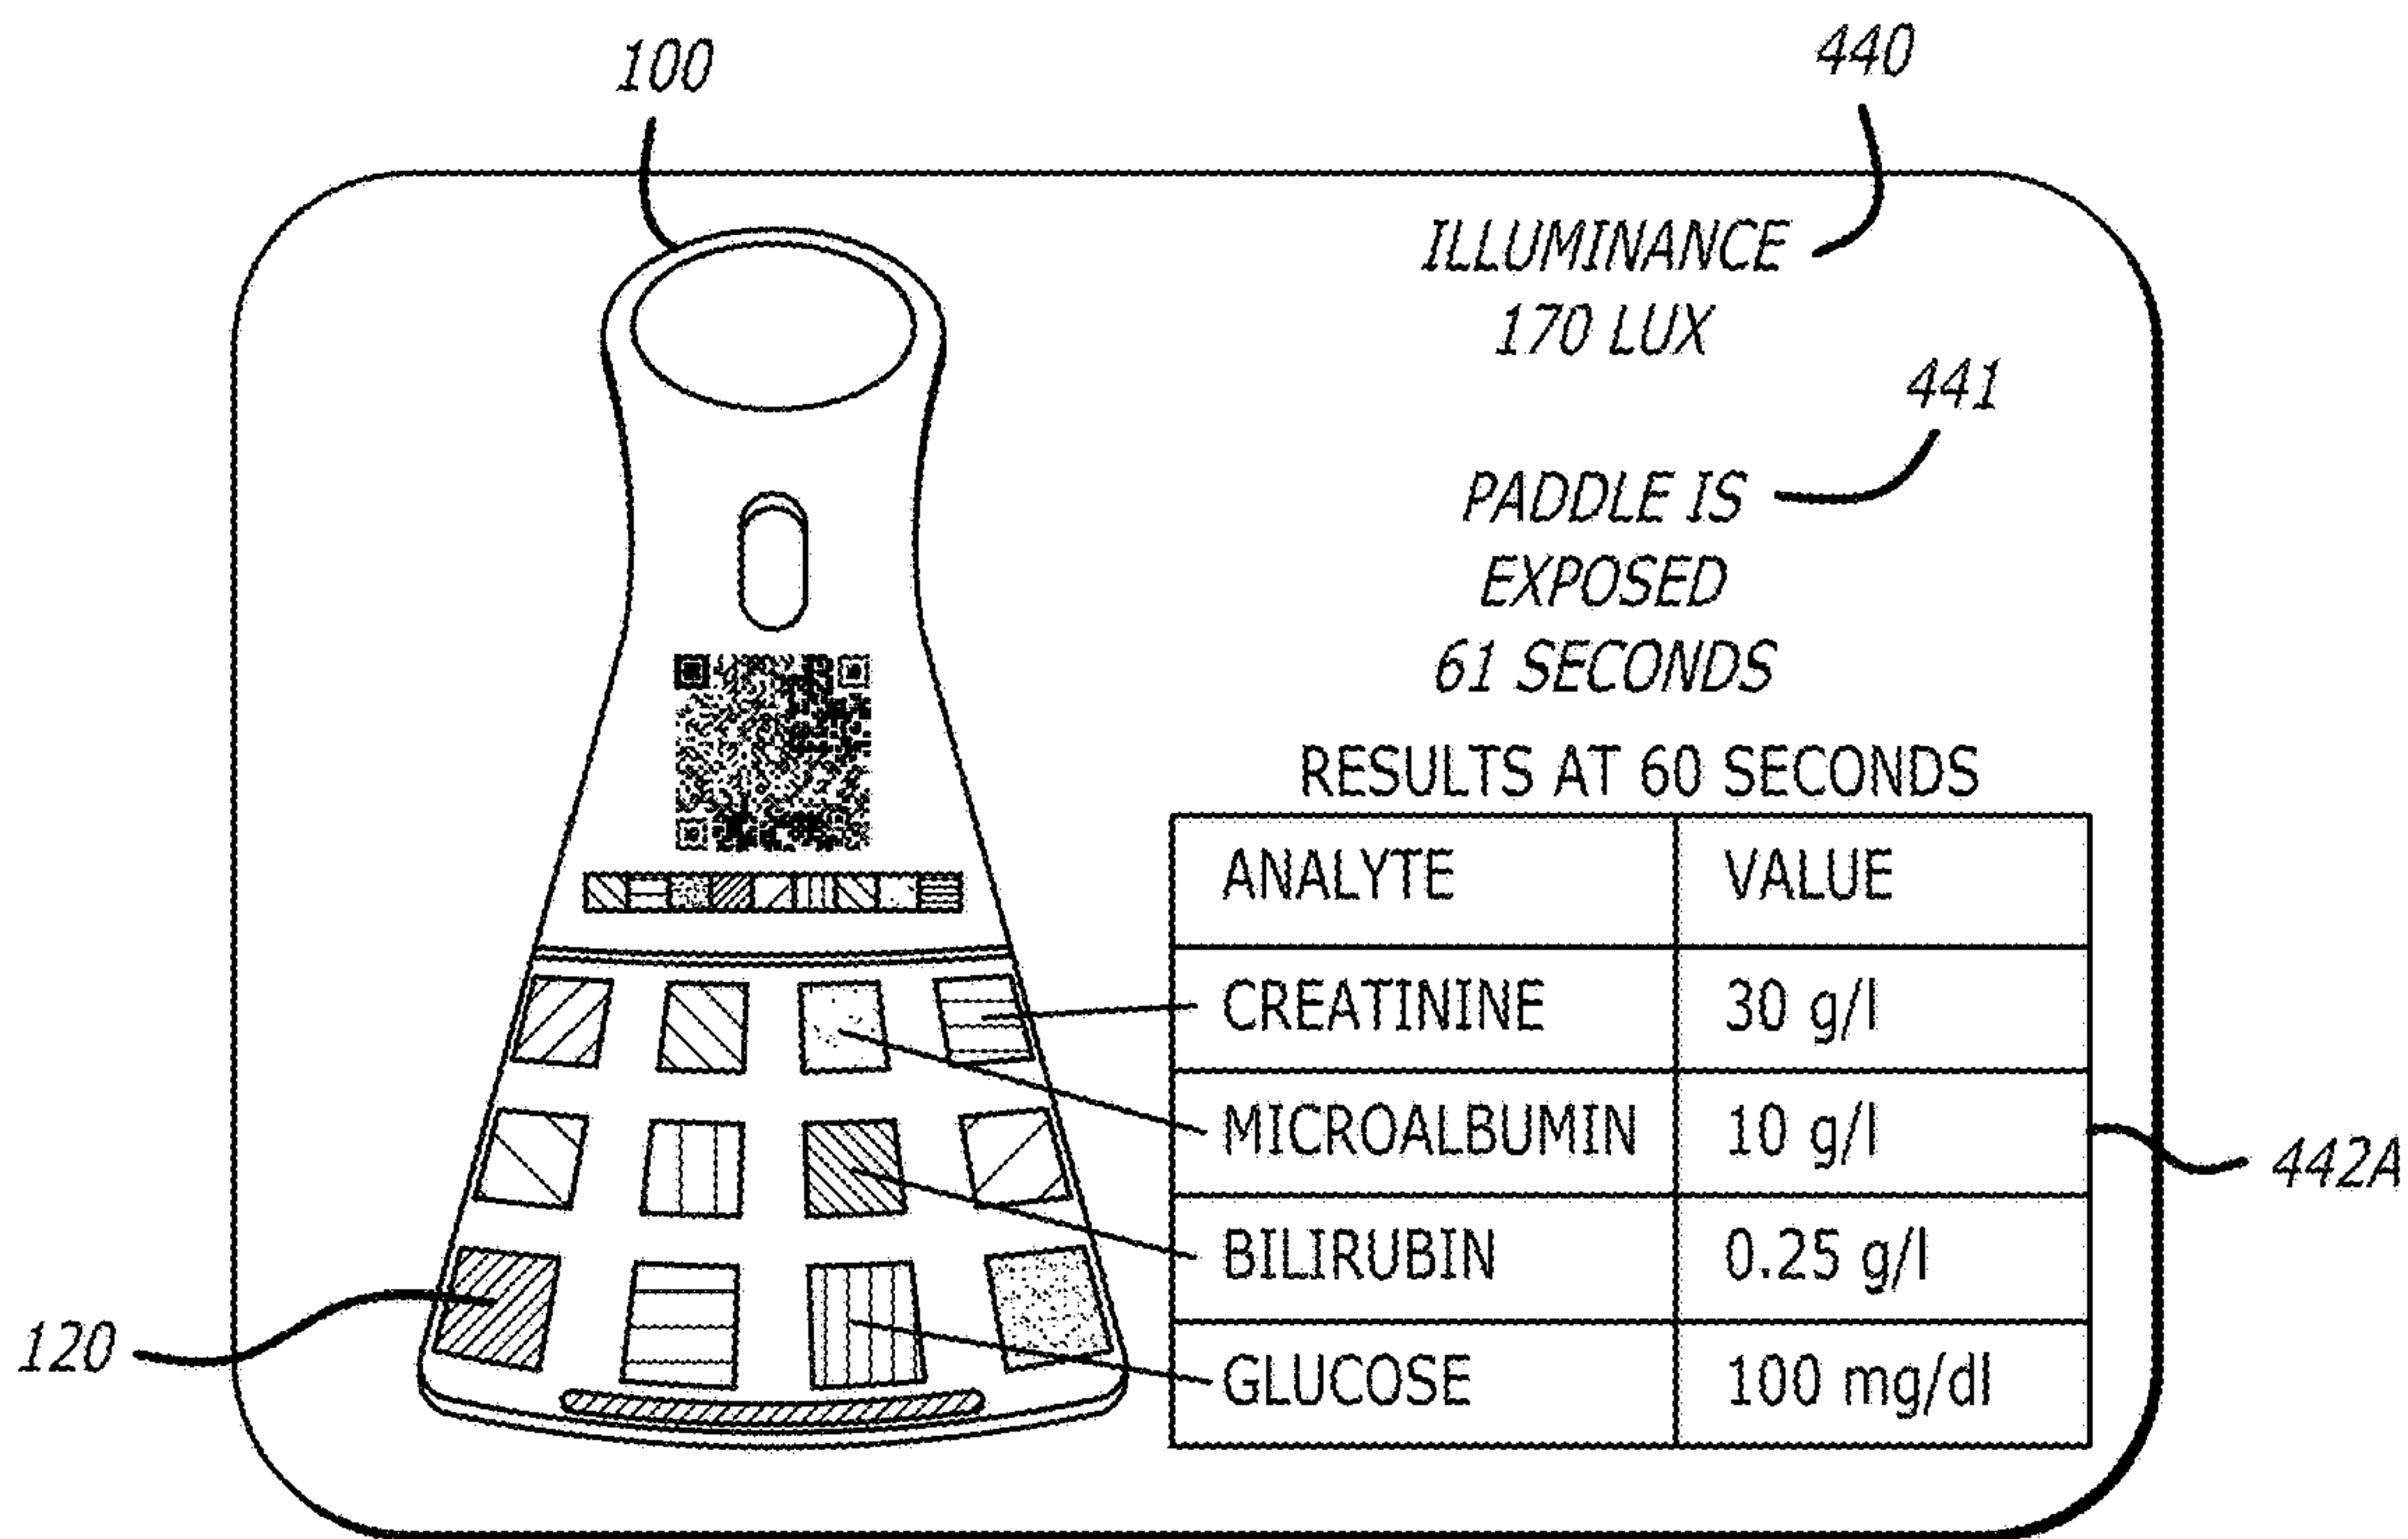 100
440
ILLUMINANCE
170 LUX
441
PADDLE IS
EXPOSED
61 SECONDS
RESULTS AT 60 SECONDS
ANALYTE VALUE
CREATININE 30 g/l
MICROALBUMIN 10 g/l
442A
BILIRUBIN 0.25 g/l
120
GLUCOSE 100 mg/dl